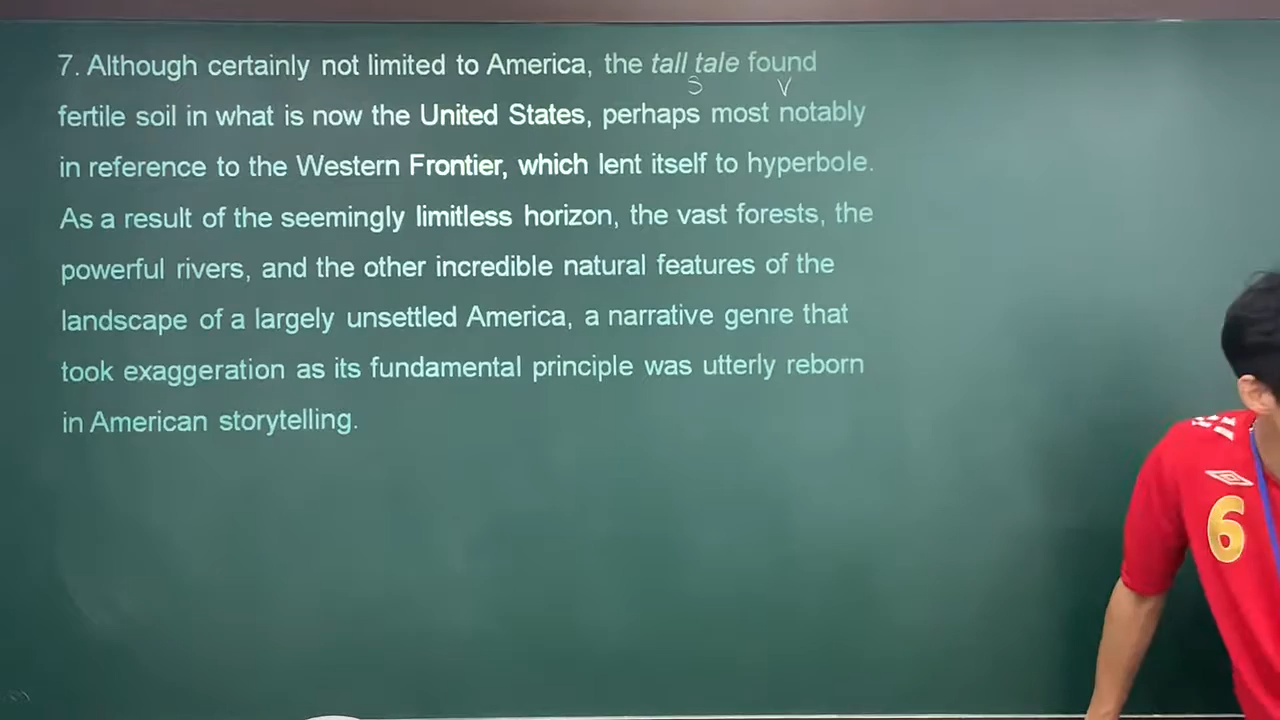 7. Although certainly not limited to America, the tall tale found
S V
fertile soil in what is now the United States, perhaps most notably
in reference to the Western Frontier, which lent itself to hyperbole.
As a result of the seemingly limitless horizon, the vast forests, the
powerful rivers, and the other incredible natural features of the
landscape of a largely unsettled America, a narrative genre that
took exaggeration as its fundamental principle was utterly reborn
in American storytelling.
6